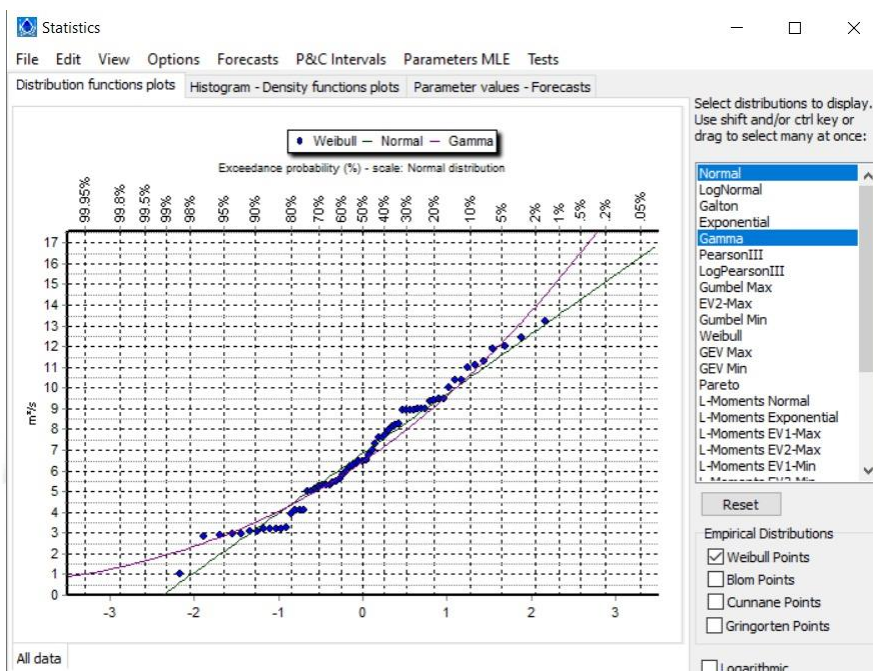 Statistics
File Edit View Options Forecasts P&C Intervals Parameters MLE Tests
Distribution functions plots Histogram - Density functions plots Parameter values - Forecasts
Weibull Normal Gamma
Exceedance probability (%) - scale: Normal distribution
99.95% 99.8% 99.5% 99% 98% 95% 90% 80% 70% 60% 50% 40% 30% 20% 10% 5% 2% 1% .5% .2% .05%
17
16
15
14
13
12
11
10
9
8
7
6
5
4
3
2
1
0
m³/s
-3 -2 -1 0 1 2 3
All data
Select distributions to display.
Use shift and/or ctrl key or
drag to select many at once:
Normal
LogNormal
Galton
Exponential
Gamma
PearsonIII
LogPearsonIII
Gumbel Max
EV2-Max
Gumbel Min
Weibull
GEV Max
GEV Min
Pareto
L-Moments Normal
L-Moments Exponential
L-Moments EV1-Max
L-Moments EV2-Max
L-Moments EV1-Min
L-Moments EV3-Min
Reset
Empirical Distributions
Weibull Points
Blom Points
Cunnane Points
Gringorten Points
Logarithmic